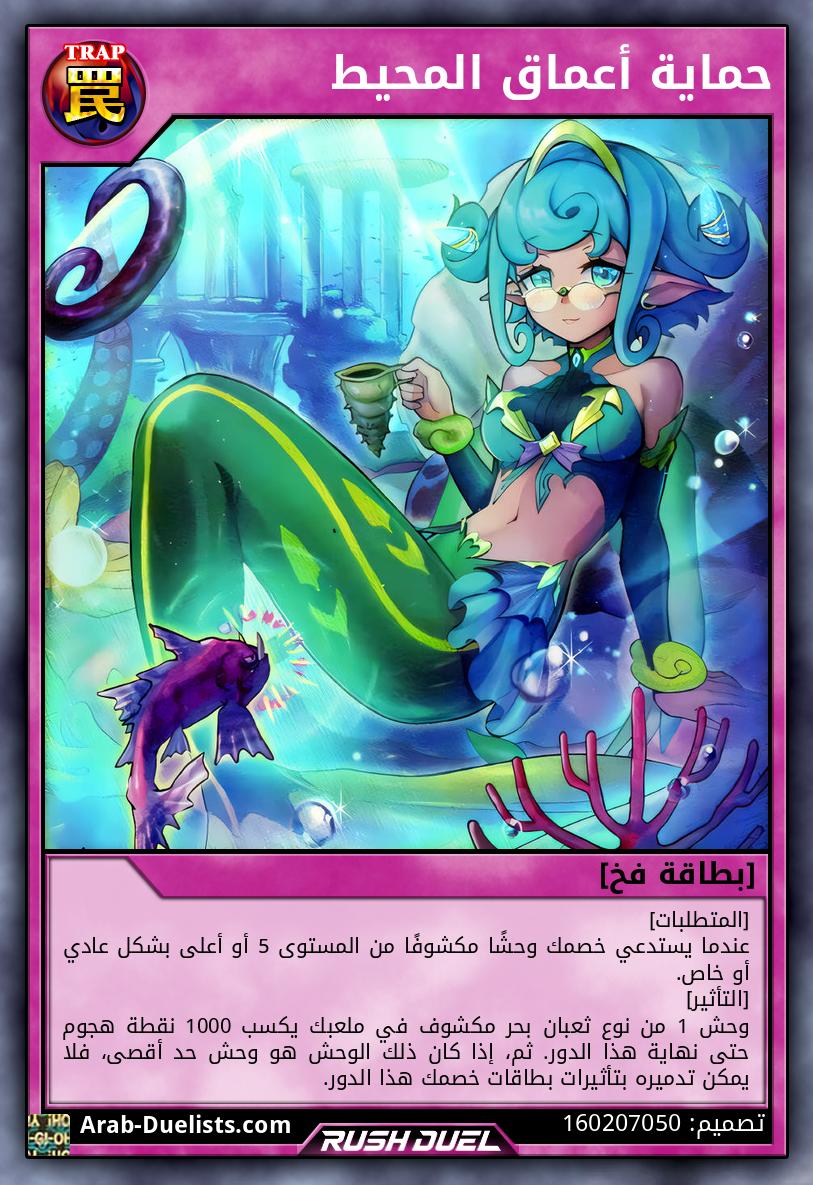 TRAP
罠
حماية أعماق المحيط
[بطاقة فخ]
[المتطلبات]
عندما يستدعي خصمك وحشًا مكشوفًا من المستوى 5 أو أعلى بشكل عادي
أو خاص.
[التأثير]
وحش 1 من نوع ثعبان بحر مكشوف في ملعبك يكسب 1000 نقطة هجوم
حتى نهاية هذا الدور. ثم، إذا كان ذلك الوحش هو وحش حد أقصى، فلا
يمكن تدميره بتأثيرات بطاقات خصمك هذا الدور.
تصميم: 160207050
Arab-Duelists.com
RUSH DUEL